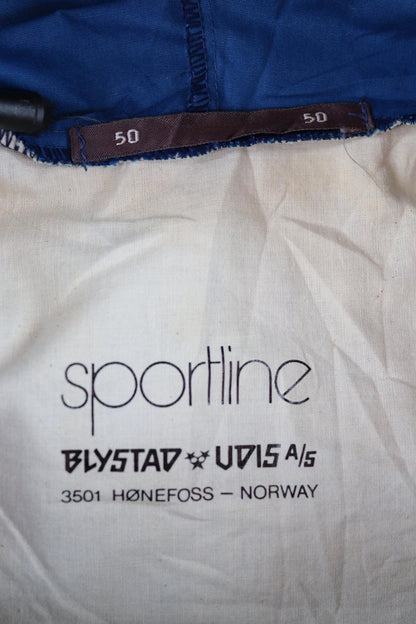 50 50
sportline
BLYSTAD UDIS A/S
3501 HØNEFOSS – NORWAY